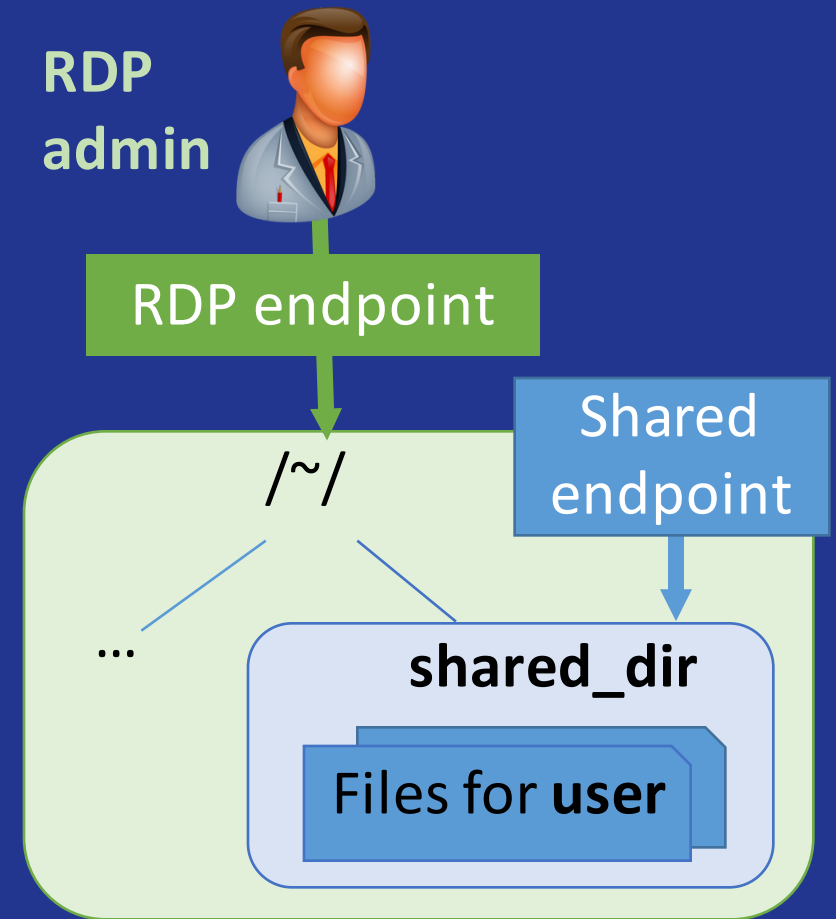 RDP
admin
RDP endpoint
Shared
endpoint
/~/
...
shared_dir
Files for user